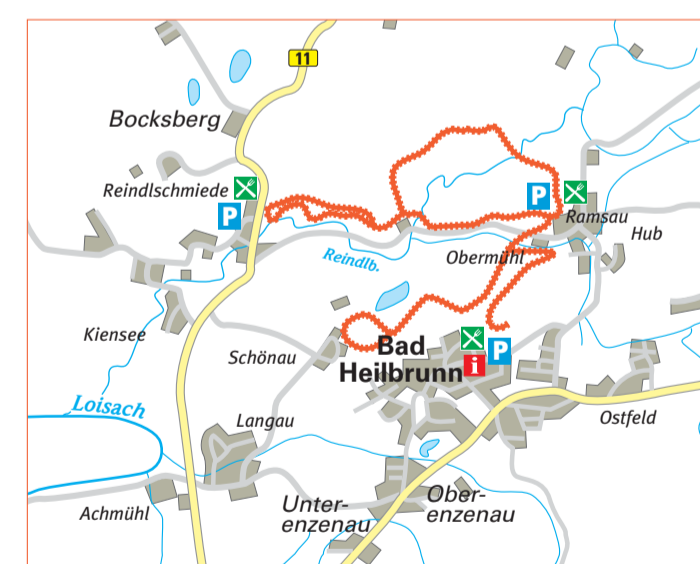 11
Bocksberg
Reindlschmiede
P
P
Ramsau
Hub
Obermühl
Reindlb.
Kiensee
Schönau
Bad
Heilbrunn
i
P
Loisach
Langau
Ostfeld
Achmühl
Unter-
enzenau
Ober-
enzenau